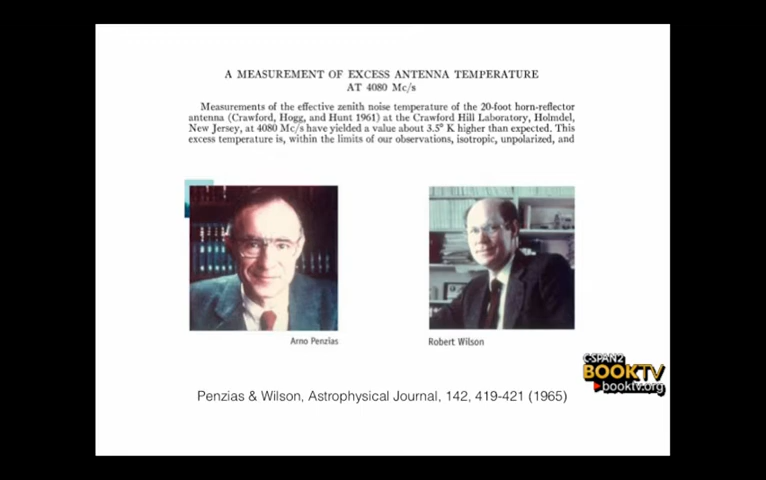 A MEASUREMENT OF EXCESS ANTENNA TEMPERATURE
AT 4080 Mc/s
Measurements of the effective zenith noise temperature of the 20-foot horn-reflector
antenna (Crawford, Hogg, and Hunt 1961) at the Crawford Hill Laboratory, Holmdel,
New Jersey, at 4080 Mc/s have yielded a value about 3.5° K higher than expected. This
excess temperature is, within the limits of our observations, isotropic, unpolarized, and
Arno Penzias
Robert Wilson
C-SPAN2
BOOKTV
booktv.org
Penzias & Wilson, Astrophysical Journal, 142, 419-421 (1965)